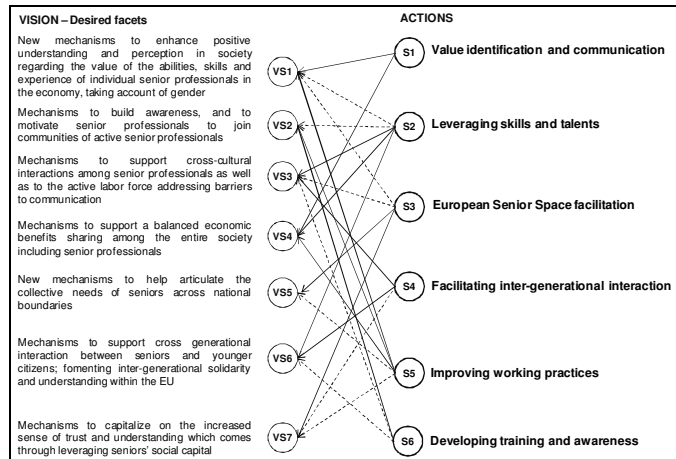 VISION – Desired facets
New mechanisms to enhance positive
understanding and perception in society
regarding the value of the abilities, skills and
experience of individual senior professionals in
the economy, taking account of gender
Mechanisms to build awareness, and to
motivate senior professionals to join
communities of active senior professionals
Mechanisms to support cross-cultural
interactions among senior professionals as well
as to the active labor force addressing barriers
to communication
Mechanisms to support a balanced economic
benefits sharing among the entire society
including senior professionals
New mechanisms to help articulate the
collective needs of seniors across national
boundaries
Mechanisms to support cross generational
interaction between seniors and younger
citizens; fomenting inter-generational solidarity
and understanding within the EU
Mechanisms to capitalize on the increased
sense of trust and understanding which comes
through leveraging seniors' social capital
VS1
VS2
VS3
VS4
VS5
VS6
VS7
ACTIONS
S1 Value identification and communication
S2 Leveraging skills and talents
S3 European Senior Space facilitation
S4 Facilitating inter-generational interaction
S5 Improving working practices
S6 Developing training and awareness